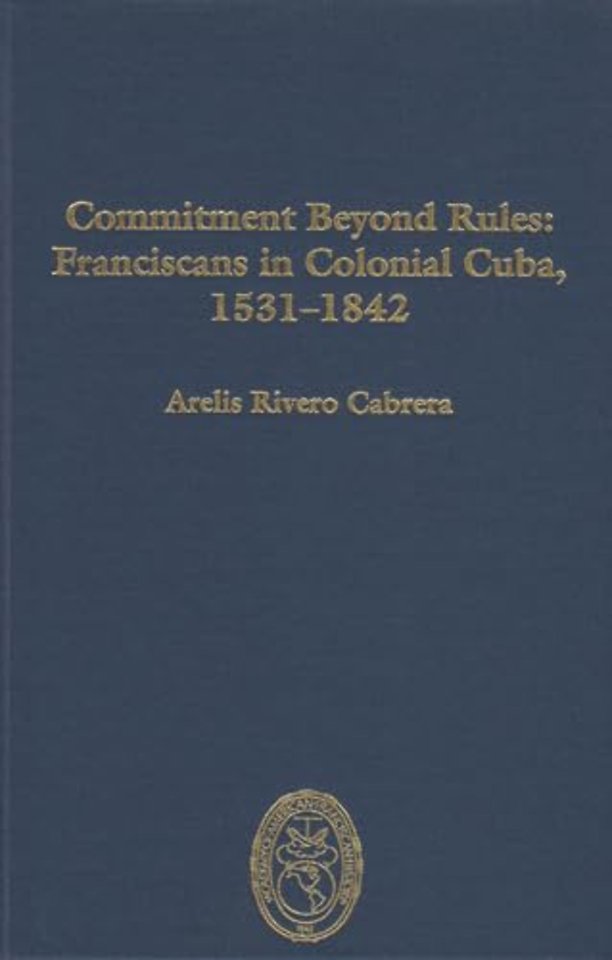 Commitment Beyond Rules:
Franciscans in Colonial Cuba,
1531–1842
Arelis Rivero Cabrera